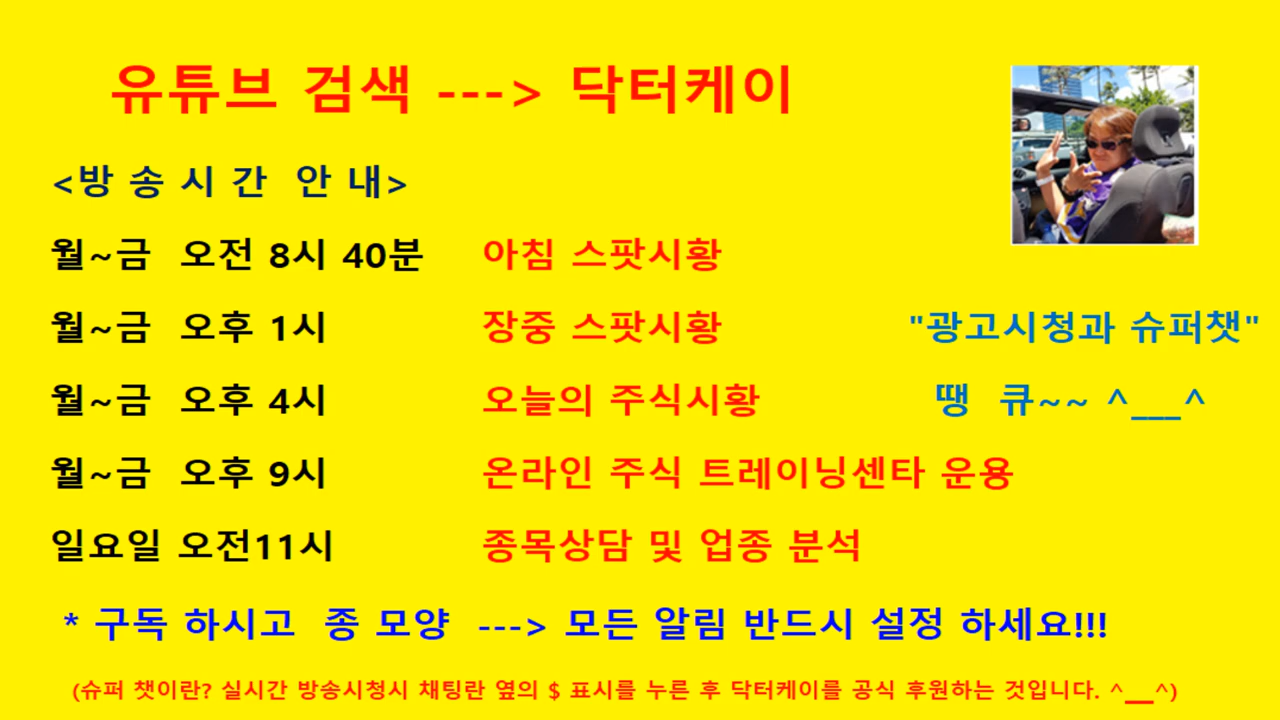 유튜브 검색 ---> 닥터케이
<방 송 시 간 안 내>
월~금 오전 8시 40분 아침 스팟시황
월~금 오후 1시 장중 스팟시황 "광고시청과 슈퍼챗"
월~금 오후 4시 오늘의 주식시황 땡 큐~~ ^___^
월~금 오후 9시 온라인 주식 트레이닝센타 운용
일요일 오전11시 종목상담 및 업종 분석
* 구독 하시고 종 모양 ---> 모든 알림 반드시 설정 하세요!!!
(슈퍼 챗이란? 실시간 방송시청시 채팅란 옆의 $ 표시를 누른 후 닥터케이를 공식 후원하는 것입니다. ^__^)